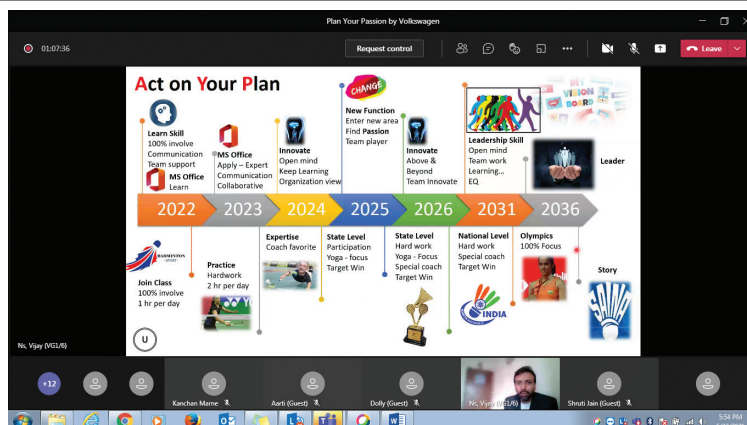 Plan Your Passion by Volkswagen
01:07:36
Request control
Leave
Act on Your Plan
Learn Skill
100% involve
Communication
Team support
MS Office
Learn
MS Office
Apply – Expert
Communication
Collaborative
Innovate
Open mind
Keep Learning
Organization view
CHANGE
New Function
Enter new area
Find Passion
Team player
Innovate
Above &
Beyond
Team Innovate
Leadership Skill
Open mind
Team work
Learning...
EQ
MY
VISION
BOARD
Leader
2022
2023
2024
2025
2026
2031
2036
BADMINTON
Join Class
100% involve
1 hr per day
Practice
Hardwork
2 hr per day
YONEX
Expertise
Coach favorite
State Level
Participation
Yoga - focus
Target Win
State Level
Hard work
Yoga - Focus
Special coach
Target Win
National Level
Hard work
Special coach
Target Win
INDIA
Olympics
100% Focus
Story
SAINA
U
Ns, Vijay (VG1/6)
+12
Kanchan Marne
Aarti (Guest)
Dolly (Guest)
Ns, Vijay (VG1/6)
Shruti Jain (Guest)
5:54 PM